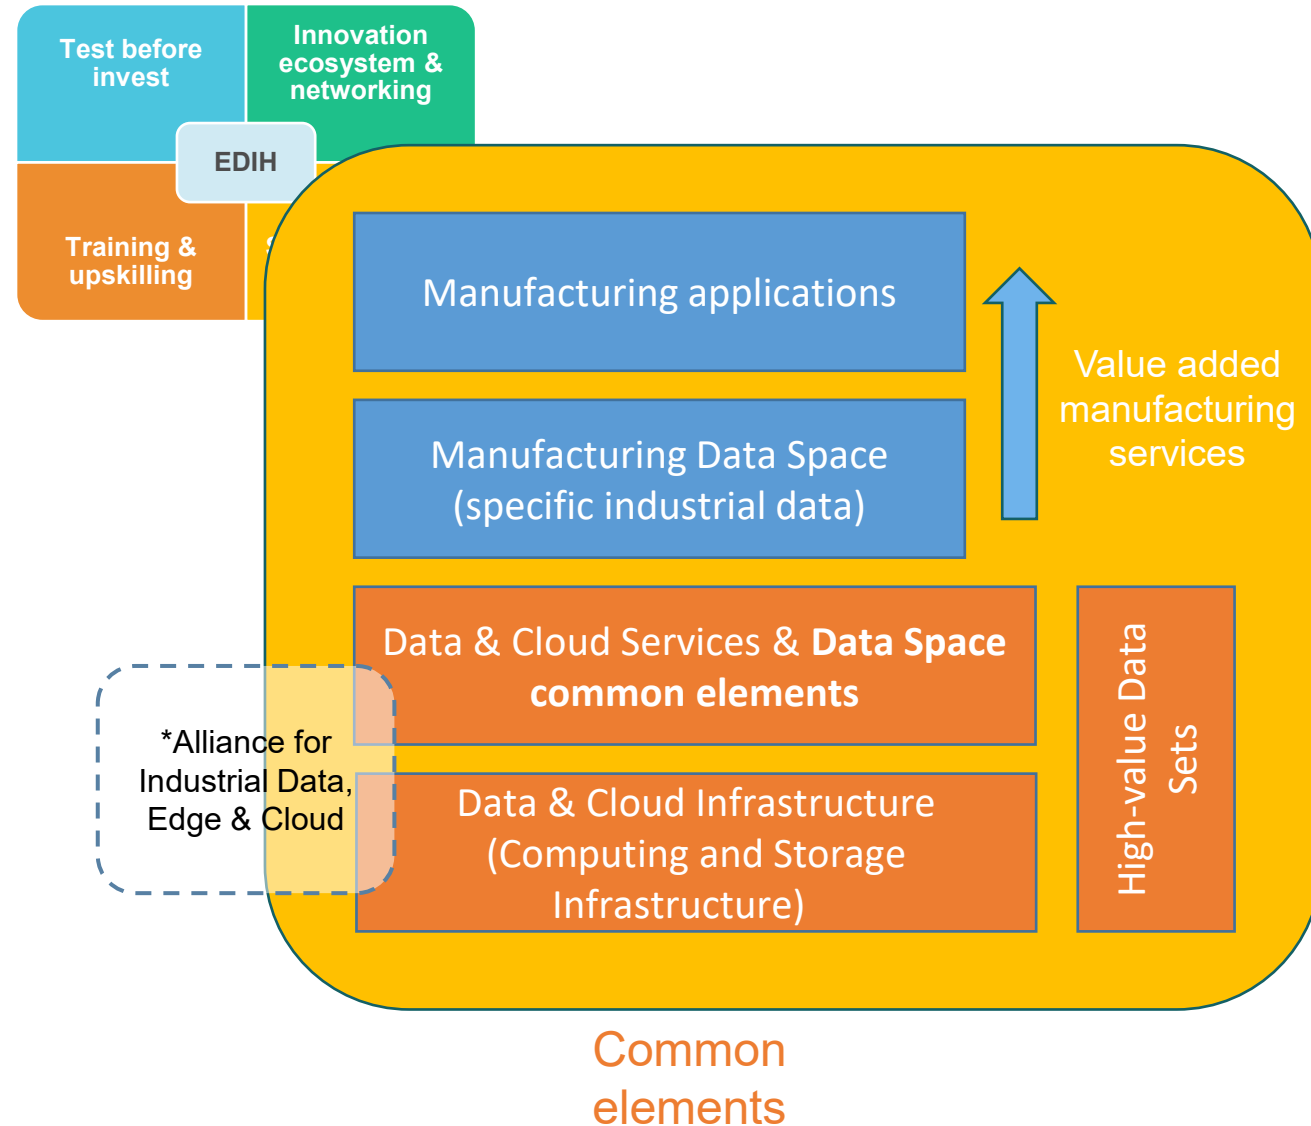 Test before
invest
Innovation
ecosystem &
networking
EDIH
Training &
upskilling
Manufacturing applications
Value added
manufacturing
services
Manufacturing Data Space
(specific industrial data)
Data & Cloud Services & Data Space
common elements
High-value Data
Sets
*Alliance for
Industrial Data,
Edge & Cloud
Data & Cloud Infrastructure
(Computing and Storage
Infrastructure)
Common
elements